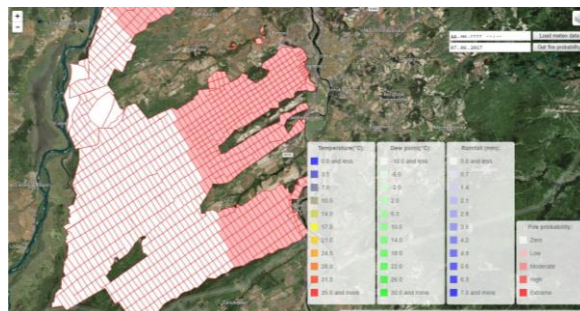 +
−
Load meteo data
07.09.2017
Get fire probability
Temperature(°C):
0.0 and less
3.5
7.0
10.5
14.0
17.5
21.0
24.5
28.0
31.5
35.0 and more
Dew point(°C):
-10.0 and less
-6.0
-2.0
2.0
6.0
10.0
14.0
18.0
22.0
26.0
30.0 and more
Rainfall(mm):
0.0 and less
0.7
1.4
2.1
2.8
3.5
4.2
4.9
5.6
6.3
7.0 and more
Fire probability:
Zero
Low
Moderate
High
Extreme